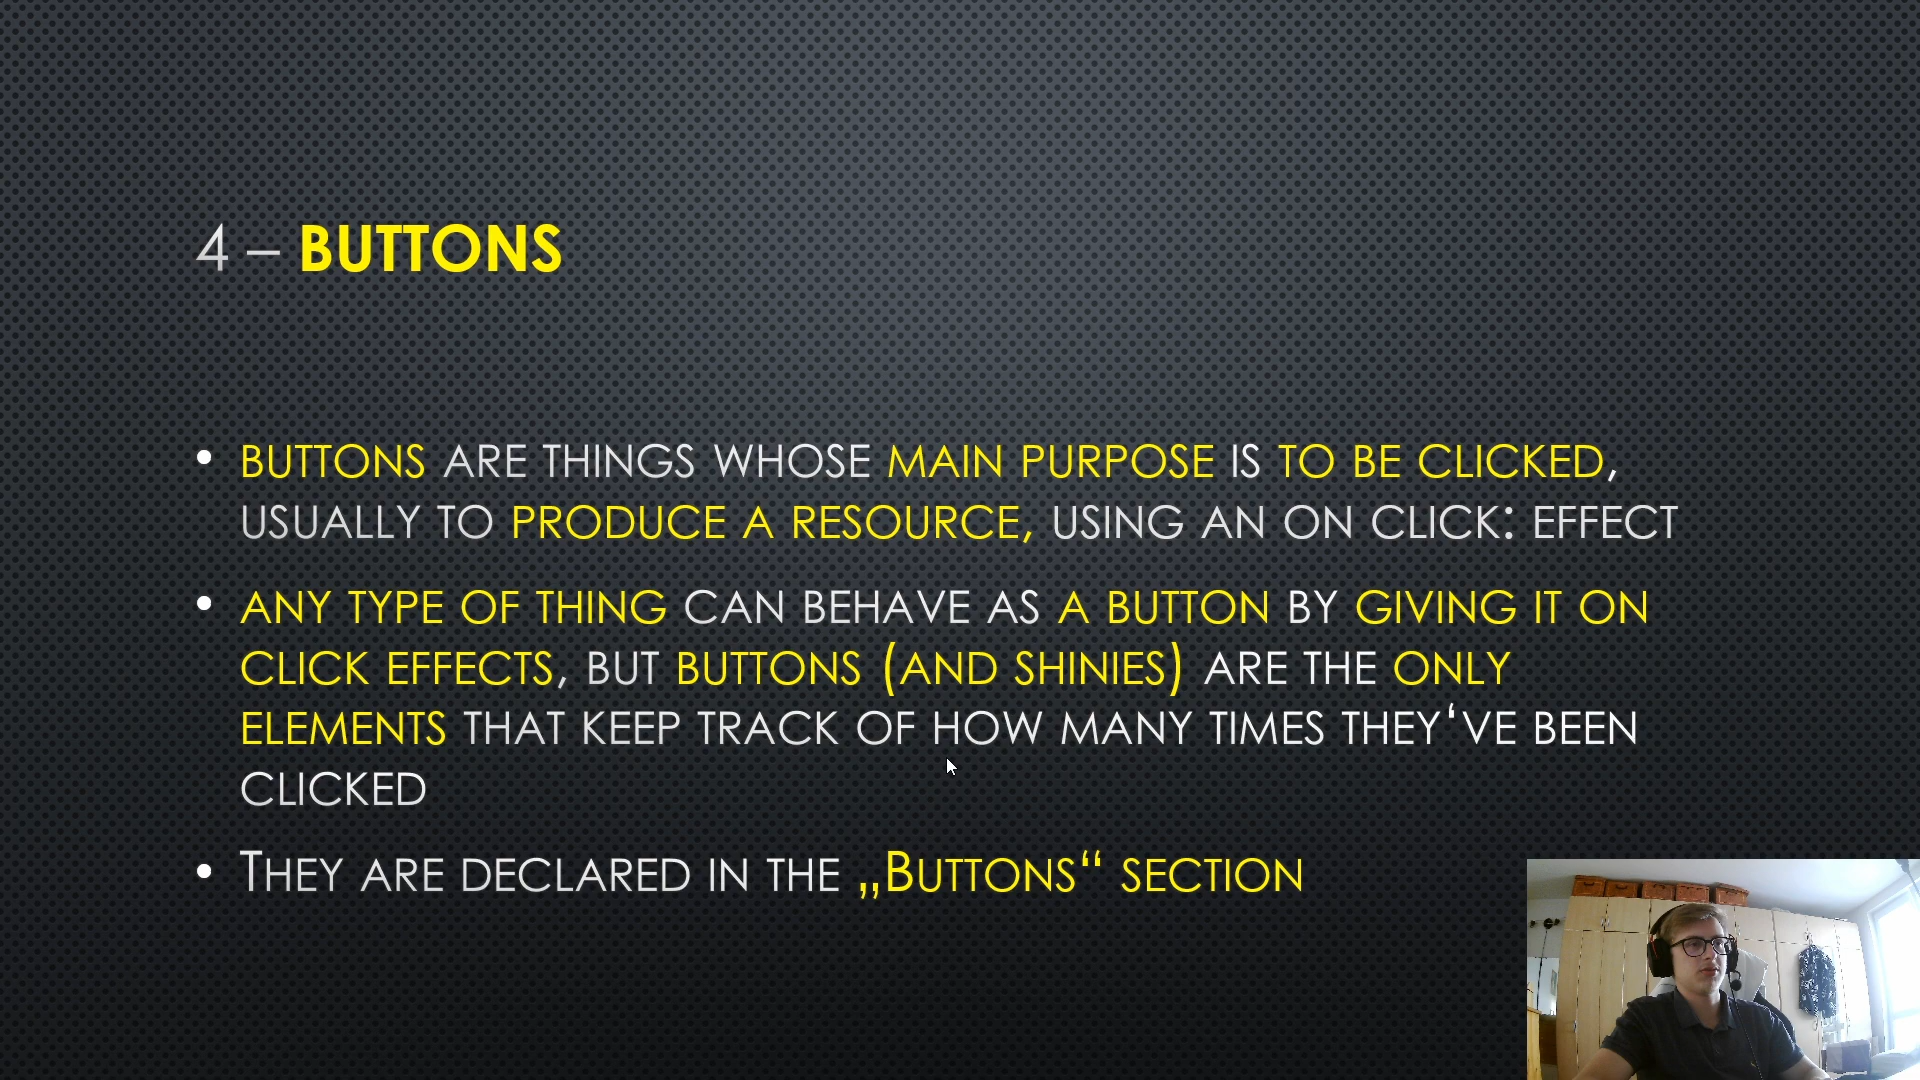 4 – BUTTONS
• BUTTONS ARE THINGS WHOSE MAIN PURPOSE IS TO BE CLICKED,
USUALLY TO PRODUCE A RESOURCE, USING AN ON CLICK: EFFECT
• ANY TYPE OF THING CAN BEHAVE AS A BUTTON BY GIVING IT ON
CLICK EFFECTS, BUT BUTTONS (AND SHINIES) ARE THE ONLY
ELEMENTS THAT KEEP TRACK OF HOW MANY TIMES THEY‘VE BEEN
CLICKED
• THEY ARE DECLARED IN THE „BUTTONS“ SECTION